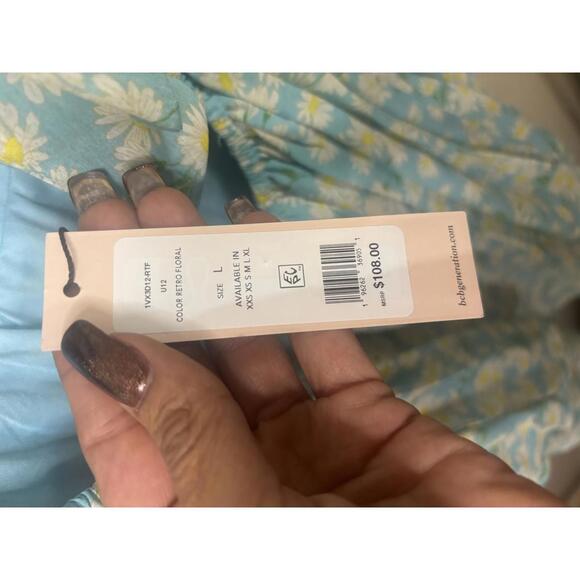 1VX3D12-RTF
U12
COLOR RETRO FLORAL
SIZE L
AVAILABLE IN
XXS XS S M L XL
MSRP $108.00
bcbgeneration.com